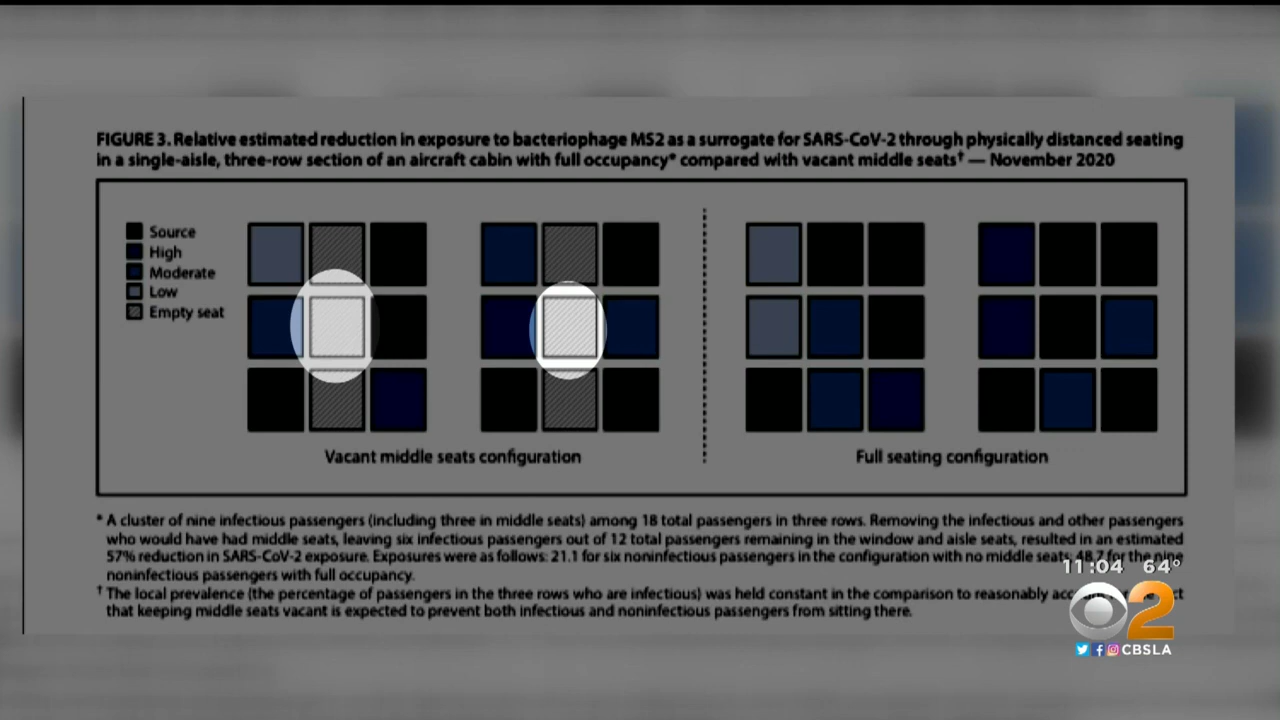 FIGURE 3. Relative estimated reduction in exposure to bacteriophage MS2 as a surrogate for SARS-CoV-2 through physically distanced seating
in a single-aisle, three-row section of an aircraft cabin with full occupancy* compared with vacant middle seats† — November 2020
Source
High
Moderate
Low
Empty seat
Vacant middle seats configuration
Full seating configuration
* A cluster of nine infectious passengers (including three in middle seats) among 18 total passengers in three rows. Removing the infectious and other passengers
who would have had middle seats, leaving six infectious passengers out of 12 total passengers remaining in the window and aisle seats, resulted in an estimated
57% reduction in SARS-CoV-2 exposure. Exposures were as follows: 21.1 for six noninfectious passengers in the configuration with no middle seats; 48.7 for the nine
noninfectious passengers with full occupancy.
† The local prevalence (the percentage of passengers in the three rows who are infectious) was held constant in the comparison to reasonably
that keeping middle seats vacant is expected to prevent both infectious and noninfectious passengers from sitting there.
11:04 64°
2
CBSLA